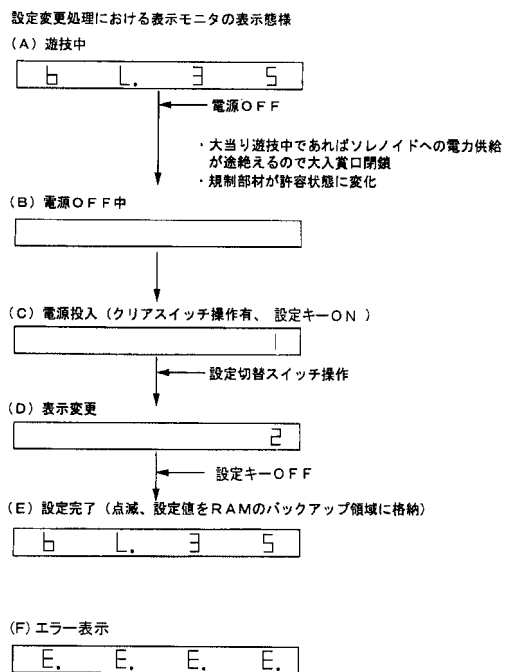 設定変更処理における表示モニタの表示態様
(A) 遊技中
b L. 3 5
電源OFF
・大当り遊技中であればソレノイドへの電力供給
が途絶えるので大入賞口閉鎖
・規制部材が許容状態に変化
(B) 電源OFF中
(C) 電源投入 (クリアスイッチ操作有、設定キーON)
1
設定切替スイッチ操作
(D) 表示変更
2
設定キーOFF
(E) 設定完了 (点滅、設定値をRAMのバックアップ領域に格納)
b L. 3 5
(F) エラー表示
E. E. E. E.